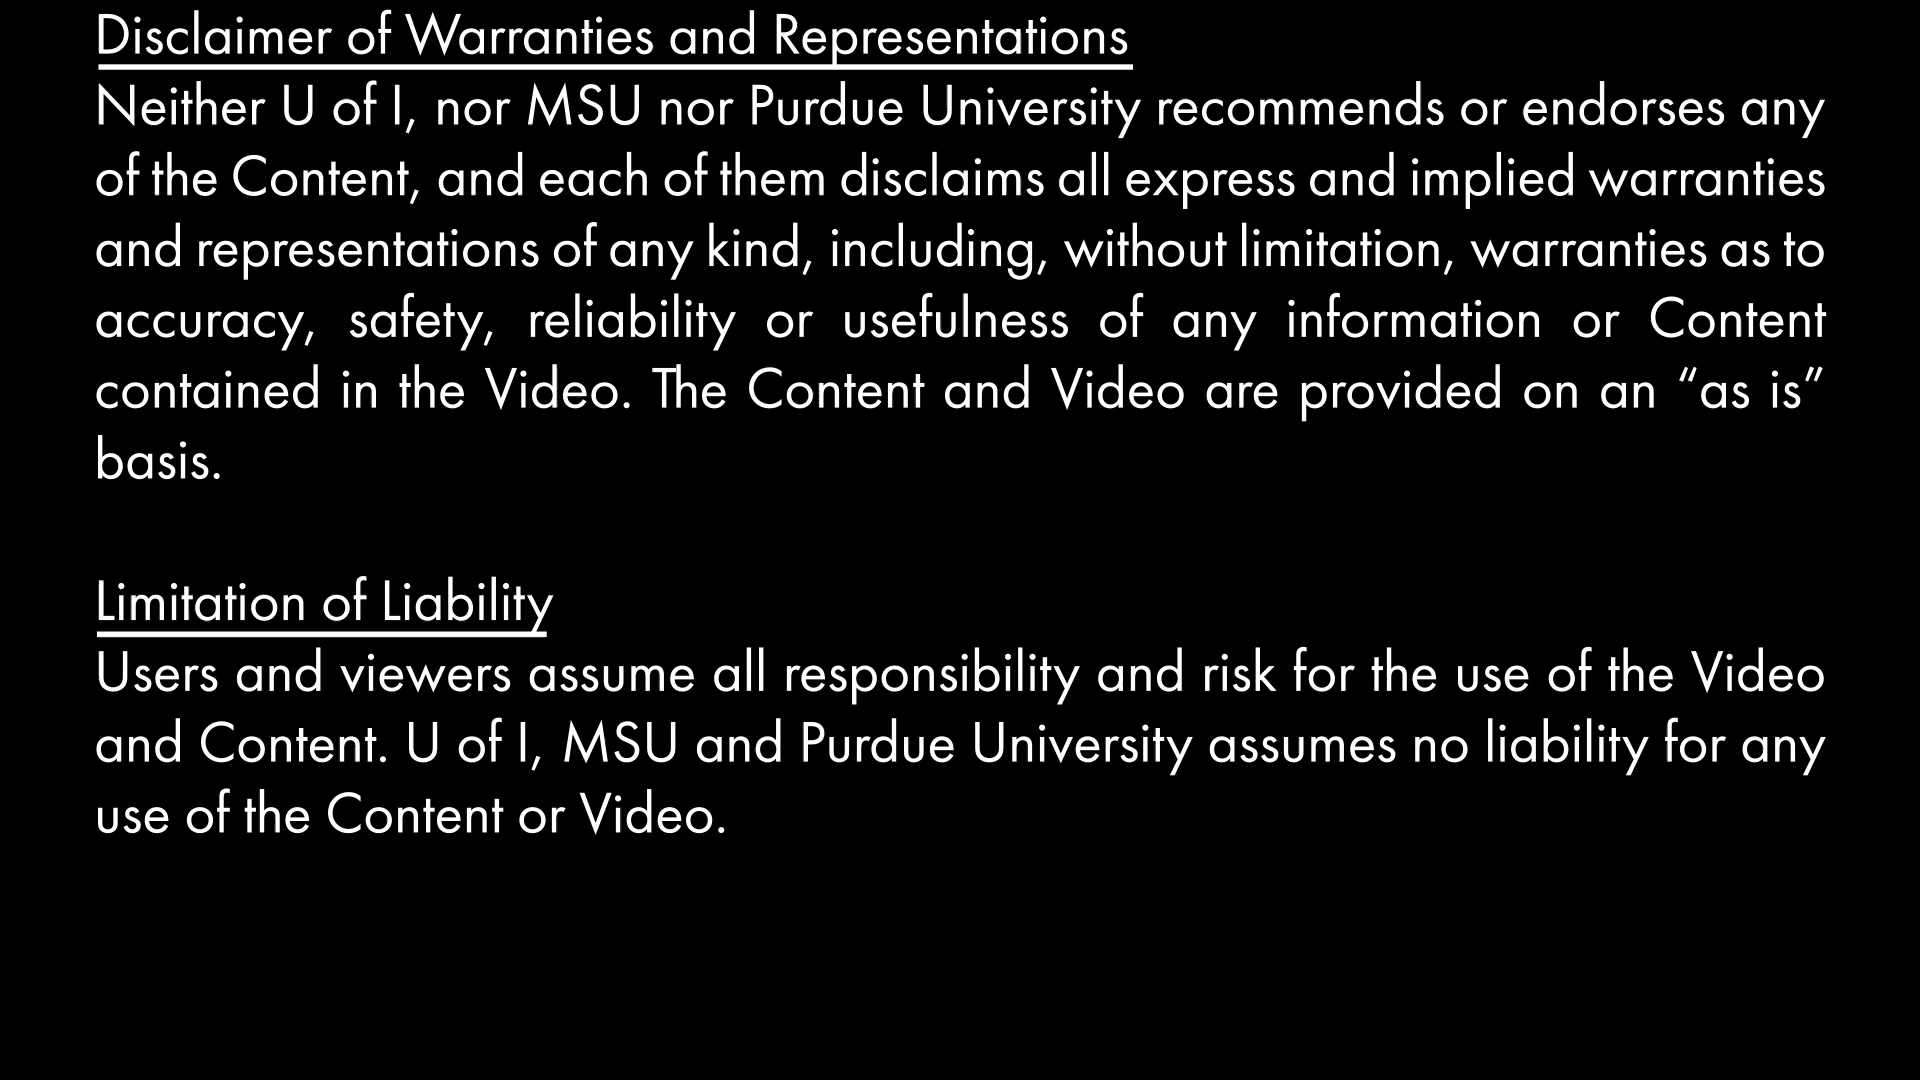 Disclaimer of Warranties and Representations
Neither U of I, nor MSU nor Purdue University recommends or endorses any
of the Content, and each of them disclaims all express and implied warranties
and representations of any kind, including, without limitation, warranties as to
accuracy, safety, reliability or usefulness of any information or Content
contained in the Video. The Content and Video are provided on an “as is”
basis.
Limitation of Liability
Users and viewers assume all responsibility and risk for the use of the Video
and Content. U of I, MSU and Purdue University assumes no liability for any
use of the Content or Video.